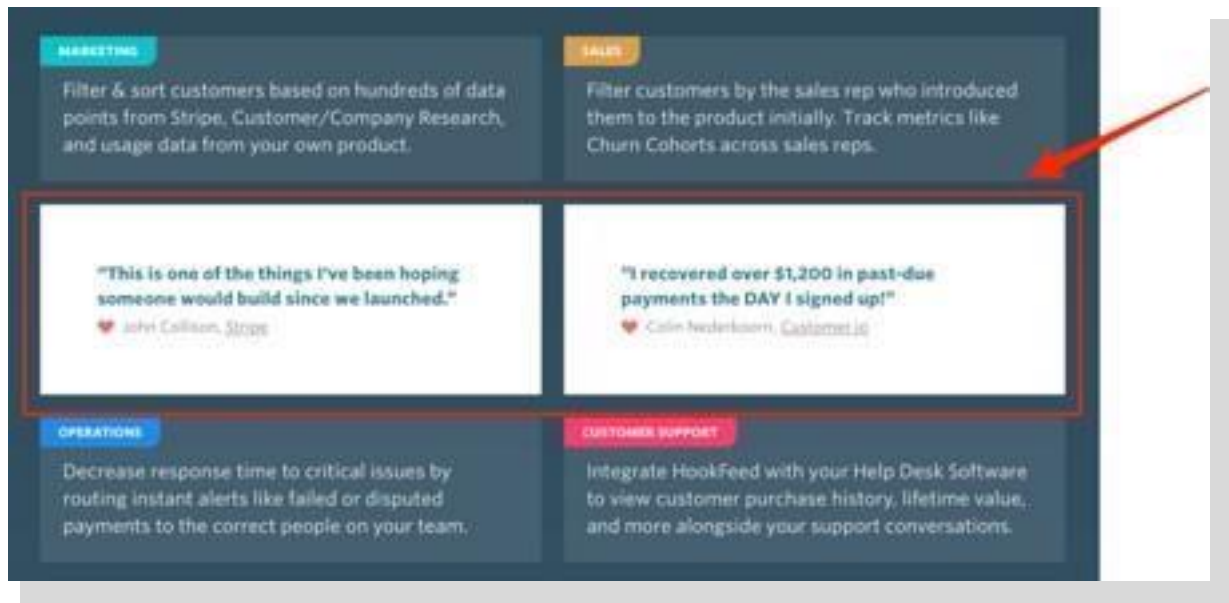 MARKETING
Filter & sort customers based on hundreds of data
points from Stripe, Customer/Company Research,
and usage data from your own product.
SALES
Filter customers by the sales rep who introduced
them to the product initially. Track metrics like
Churn Cohorts across sales reps.
"This is one of the things I've been hoping
someone would build since we launched."
John Collison, Stripe
"I recovered over $1,200 in past-due
payments the DAY I signed up!"
Colin Nederkoorn, Customer.io
OPERATIONS
Decrease response time to critical issues by
routing instant alerts like failed or disputed
payments to the correct people on your team.
CUSTOMER SUPPORT
Integrate HookFeed with your Help Desk Software
to view customer purchase history, lifetime value,
and more alongside your support conversations.